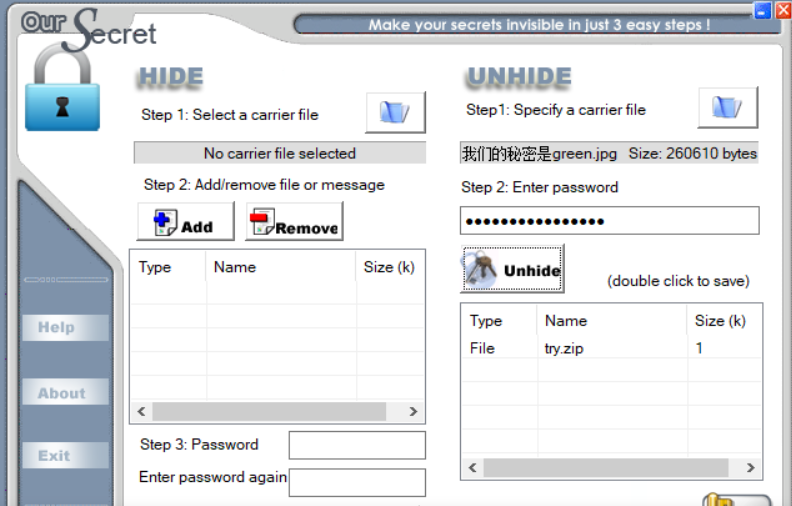 Our Secret
Make your secrets invisible in just 3 easy steps !
HIDE
Step 1: Select a carrier file
No carrier file selected
Step 2: Add/remove file or message
Add
Remove
Type Name Size (k)
Step 3: Password
Enter password again
UNHIDE
Step1: Specify a carrier file
我们的秘密是green.jpg Size: 260610 bytes
Step 2: Enter password
••••••••••••••••
Unhide
(double click to save)
Type Name Size (k)
File try.zip 1
Help
About
Exit